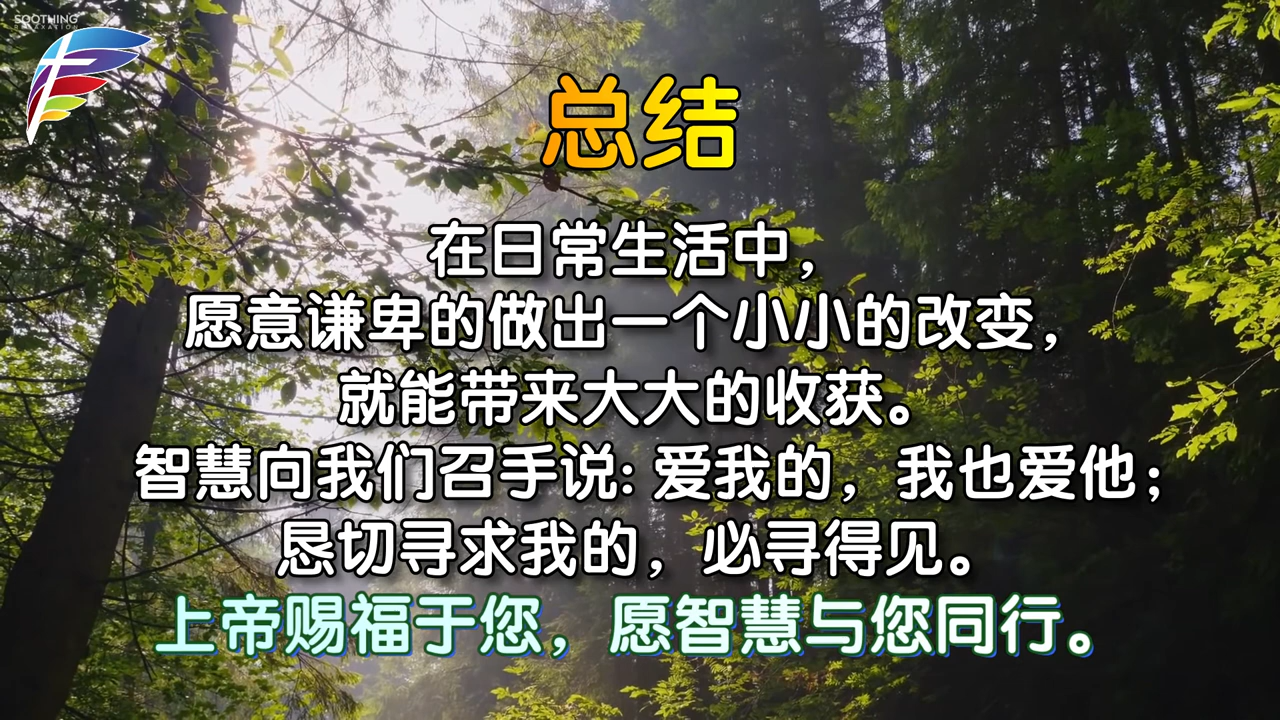 SOOTHING
RELAXATION
总结
在日常生活中，
愿意谦卑的做出一个小小的改变，
就能带来大大的收获。
智慧向我们召手说: 爱我的，我也爱他；
恳切寻求我的，必寻得见。
上帝赐福于您，愿智慧与您同行。